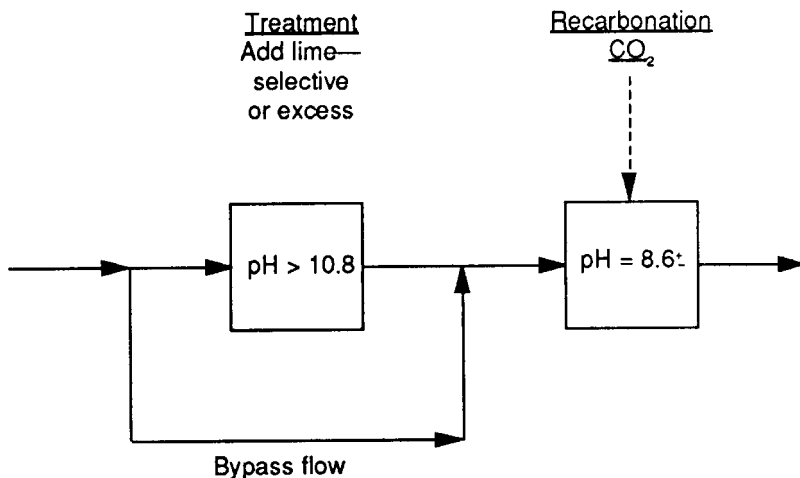 Treatment
Add lime—
selective
or excess
Recarbonation
CO₂
pH > 10.8
pH = 8.6±
Bypass flow